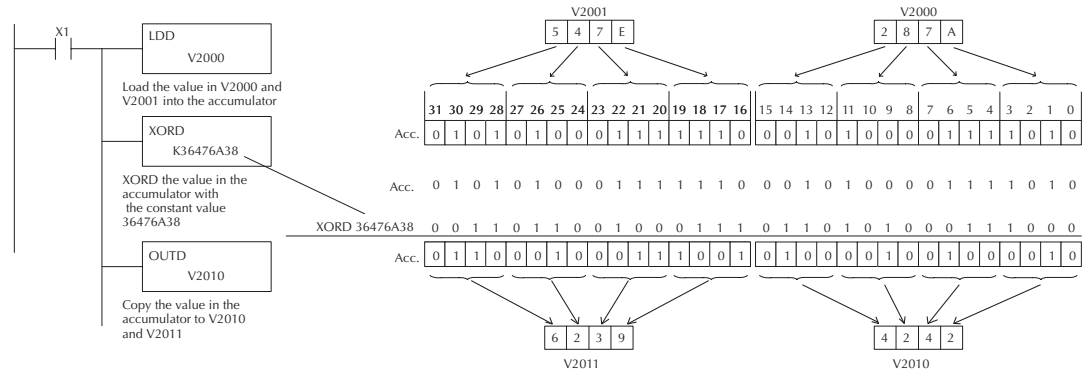 V2001
V2000
X1
LDD
V2000
5 4 7 E
2 8 7 A
Load the value in V2000 and
V2001 into the accumulator
31 30 29 28 27 26 25 24 23 22 21 20 19 18 17 16
15 14 13 12 11 10 9 8 7 6 5 4 3 2 1 0
Acc. 0 1 0 1 0 1 0 0 0 1 1 1 1 1 1 0
0 0 1 0 1 0 0 0 0 1 1 1 1 0 1 0
XORD
K36476A38
XORD the value in the
accumulator with
the constant value
36476A38
Acc. 0 1 0 1 0 1 0 0 0 1 1 1 1 1 1 0
0 0 1 0 1 0 0 0 0 1 1 1 1 0 1 0
XORD 36476A38 0 0 1 1 0 1 1 0 0 1 0 0 0 1 1 1
0 1 1 0 1 0 1 0 0 0 1 1 1 0 0 0
Acc. 0 1 1 0 0 0 1 0 0 0 1 1 1 0 0 1
0 1 0 0 0 0 1 0 0 1 0 0 0 0 1 0
OUTD
V2010
Copy the value in the
accumulator to V2010
and V2011
6 2 3 9
4 2 4 2
V2011
V2010